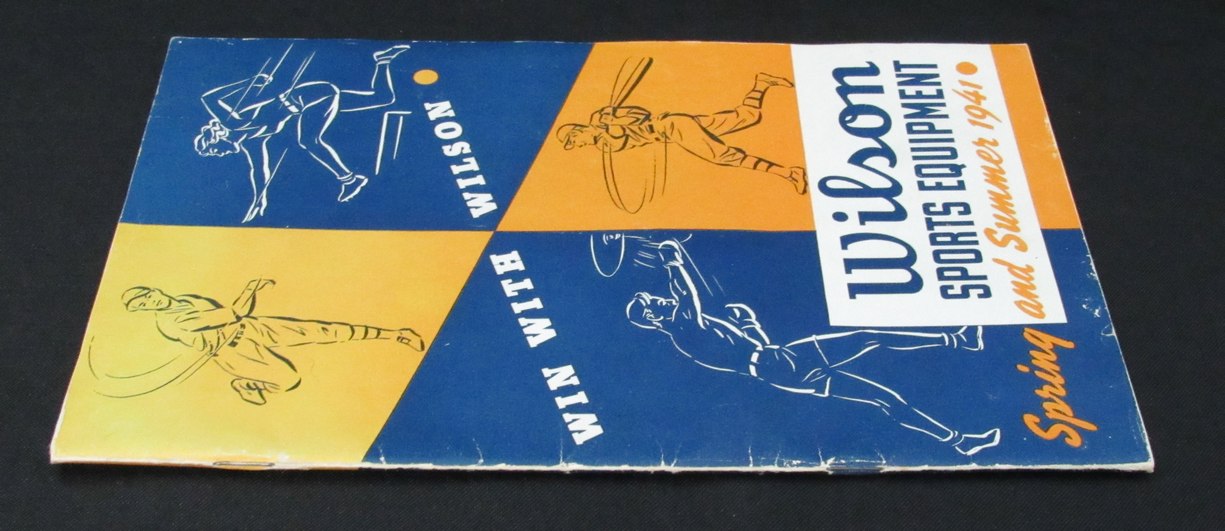 WIN WITH
WILSON
Wilson
SPORTS EQUIPMENT
Spring and Summer 1941